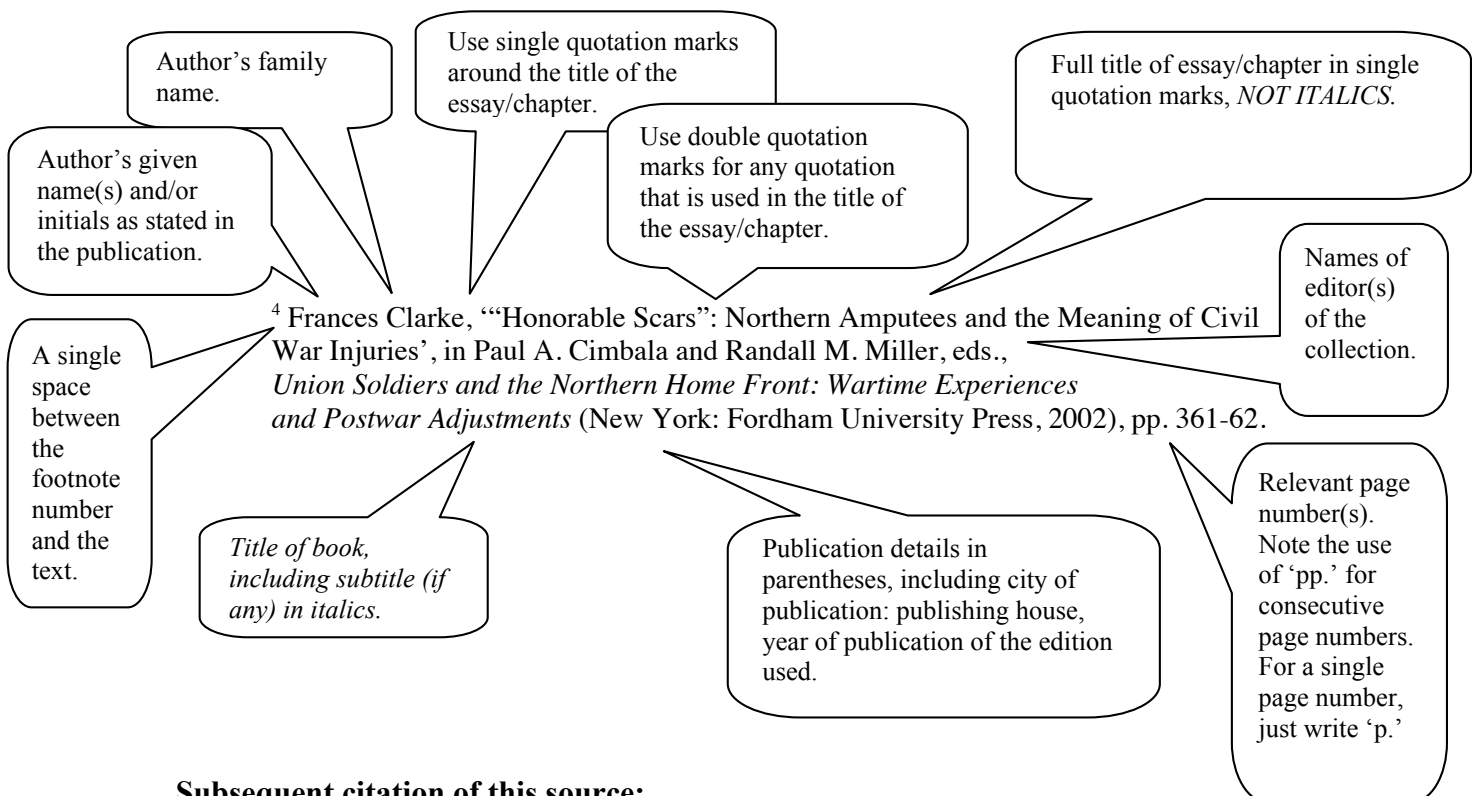 Author’s family
name.
Use single quotation marks
around the title of the
essay/chapter.
Full title of essay/chapter in single
quotation marks, NOT ITALICS.
Author’s given
name(s) and/or
initials as stated in
the publication.
Use double quotation
marks for any quotation
that is used in the title of
the essay/chapter.
Names of
editor(s)
of the
collection.
A single
space
between
the
footnote
number
and the
text.
4 Frances Clarke, ‘“Honorable Scars”: Northern Amputees and the Meaning of Civil
War Injuries’, in Paul A. Cimbala and Randall M. Miller, eds.,
Union Soldiers and the Northern Home Front: Wartime Experiences
and Postwar Adjustments (New York: Fordham University Press, 2002), pp. 361-62.
Title of book,
including subtitle (if
any) in italics.
Publication details in
parentheses, including city of
publication: publishing house,
year of publication of the edition
used.
Relevant page
number(s).
Note the use
of ‘pp.’ for
consecutive
page numbers.
For a single
page number,
just write ‘p.’
Subsequent citation of this source: